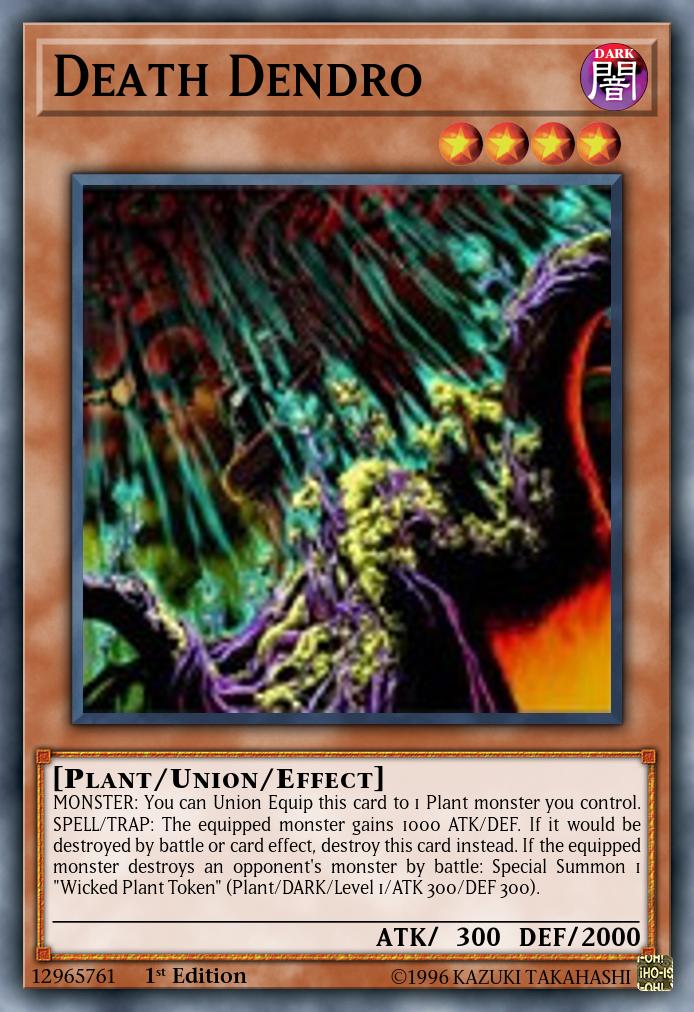 DEATH DENDRO
DARK
闇
[PLANT/UNION/EFFECT]
MONSTER: You can Union Equip this card to 1 Plant monster you control.
SPELL/TRAP: The equipped monster gains 1000 ATK/DEF. If it would be
destroyed by battle or card effect, destroy this card instead. If the equipped
monster destroys an opponent's monster by battle: Special Summon 1
"Wicked Plant Token" (Plant/DARK/Level 1/ATK 300/DEF 300).
ATK/ 300 DEF/2000
12965761 1st Edition ©1996 KAZUKI TAKAHASHI